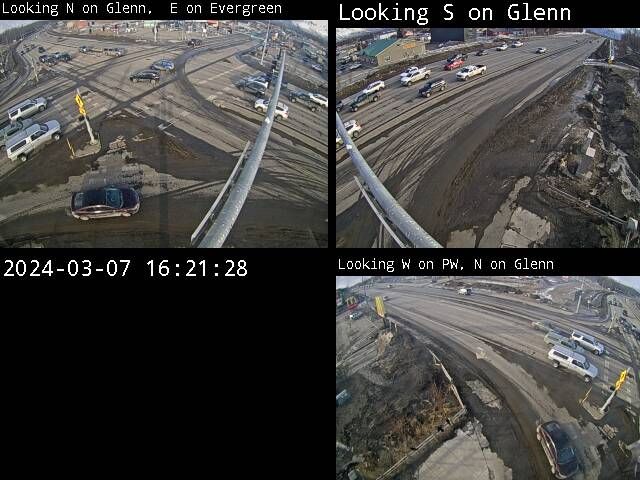 Looking N on Glenn,  E on Evergreen
Looking S on Glenn
2024-03-07 16:21:28
Looking W on PW, N on Glenn